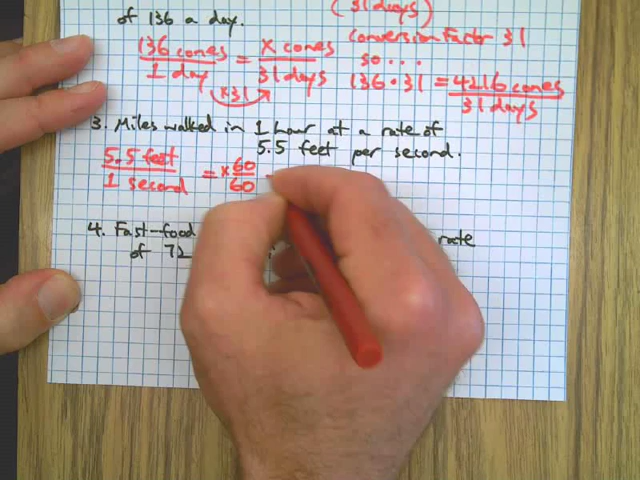 of 136 a day.
(31 days)
136 cones / 1 day = x cones / 31 days
x31
Conversion Factor 31
so...
136 · 31 = 4216 cones / 31 days
3. Miles walked in 1 hour at a rate of
5.5 feet per second.
5.5 feet / 1 second = x 60 / 60
4. Fast-food rate
of 72